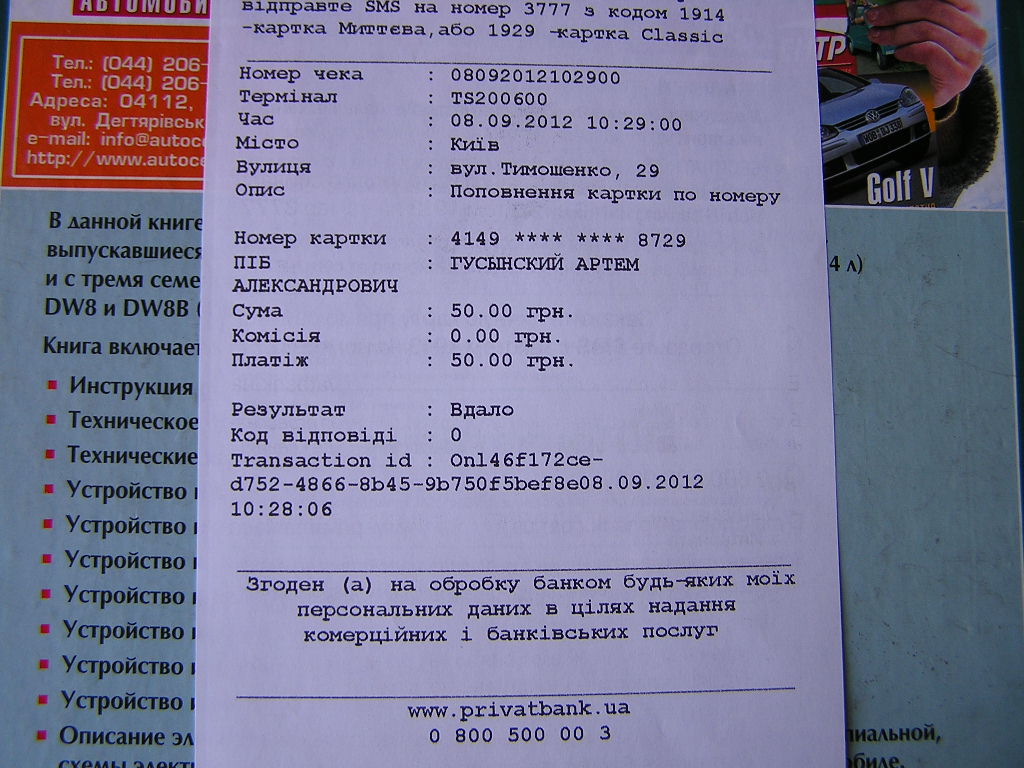 відправте SMS на номер 3777 з кодом 1914
-картка Миттєва,або 1929 -картка Classic
Номер чека : 08092012102900
Термінал : TS200600
Час : 08.09.2012 10:29:00
Місто : Київ
Вулиця : вул.Тимошенко, 29
Опис : Поповнення картки по номеру
Номер картки : 4149 **** **** 8729
ПІБ : ГУСЫНСКИЙ АРТЕМ
АЛЕКСАНДРОВИЧ
Сума : 50.00 грн.
Комісія : 0.00 грн.
Платіж : 50.00 грн.
Результат : Вдало
Код відповіді : 0
Transaction id : Onl46f172ce-
d752-4866-8b45-9b750f5bef8e08.09.2012
10:28:06
Згоден (а) на обробку банком будь-яких моїх
персональних даних в цілях надання
комерційних і банківських послуг
www.privatbank.ua
0 800 500 00 3
Тел.: (044) 206-
Тел.: (044) 206-
Адреса: 04112,
вул. Дегтярівськ
e-mail: info@autoc
http://www.autoc
Golf V
В данной книге
выпускавшиеся
и с тремя семе
4 л)
DW8 и DW8B (
Книга включает
Инструкция
Техническое
Технические
Устройство
Устройство
Устройство
Устройство
Устройство
Устройство
Устройство
Описание эл
схемы элект